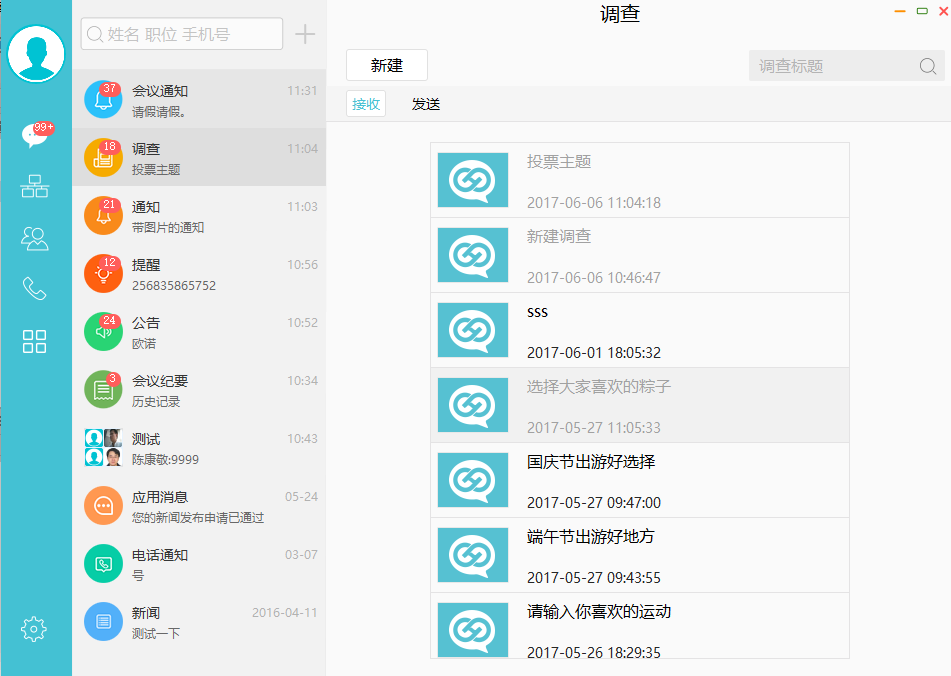 调查
姓名 职位 手机号
新建
调查标题
接收
发送
99+
37
会议通知
11:31
请假请假。
18
调查
11:04
投票主题
21
通知
11:03
带图片的通知
12
提醒
10:56
256835865752
24
公告
10:52
欧诺
3
会议纪要
10:34
历史记录
测试
10:43
陈康敬:9999
应用消息
05-24
您的新闻发布申请已通过
电话通知
03-07
号
新闻
2016-04-11
测试一下
投票主题
2017-06-06 11:04:18
新建调查
2017-06-06 10:46:47
sss
2017-06-01 18:05:32
选择大家喜欢的粽子
2017-05-27 11:05:33
国庆节出游好选择
2017-05-27 09:47:00
端午节出游好地方
2017-05-27 09:43:55
请输入你喜欢的运动
2017-05-26 18:29:35